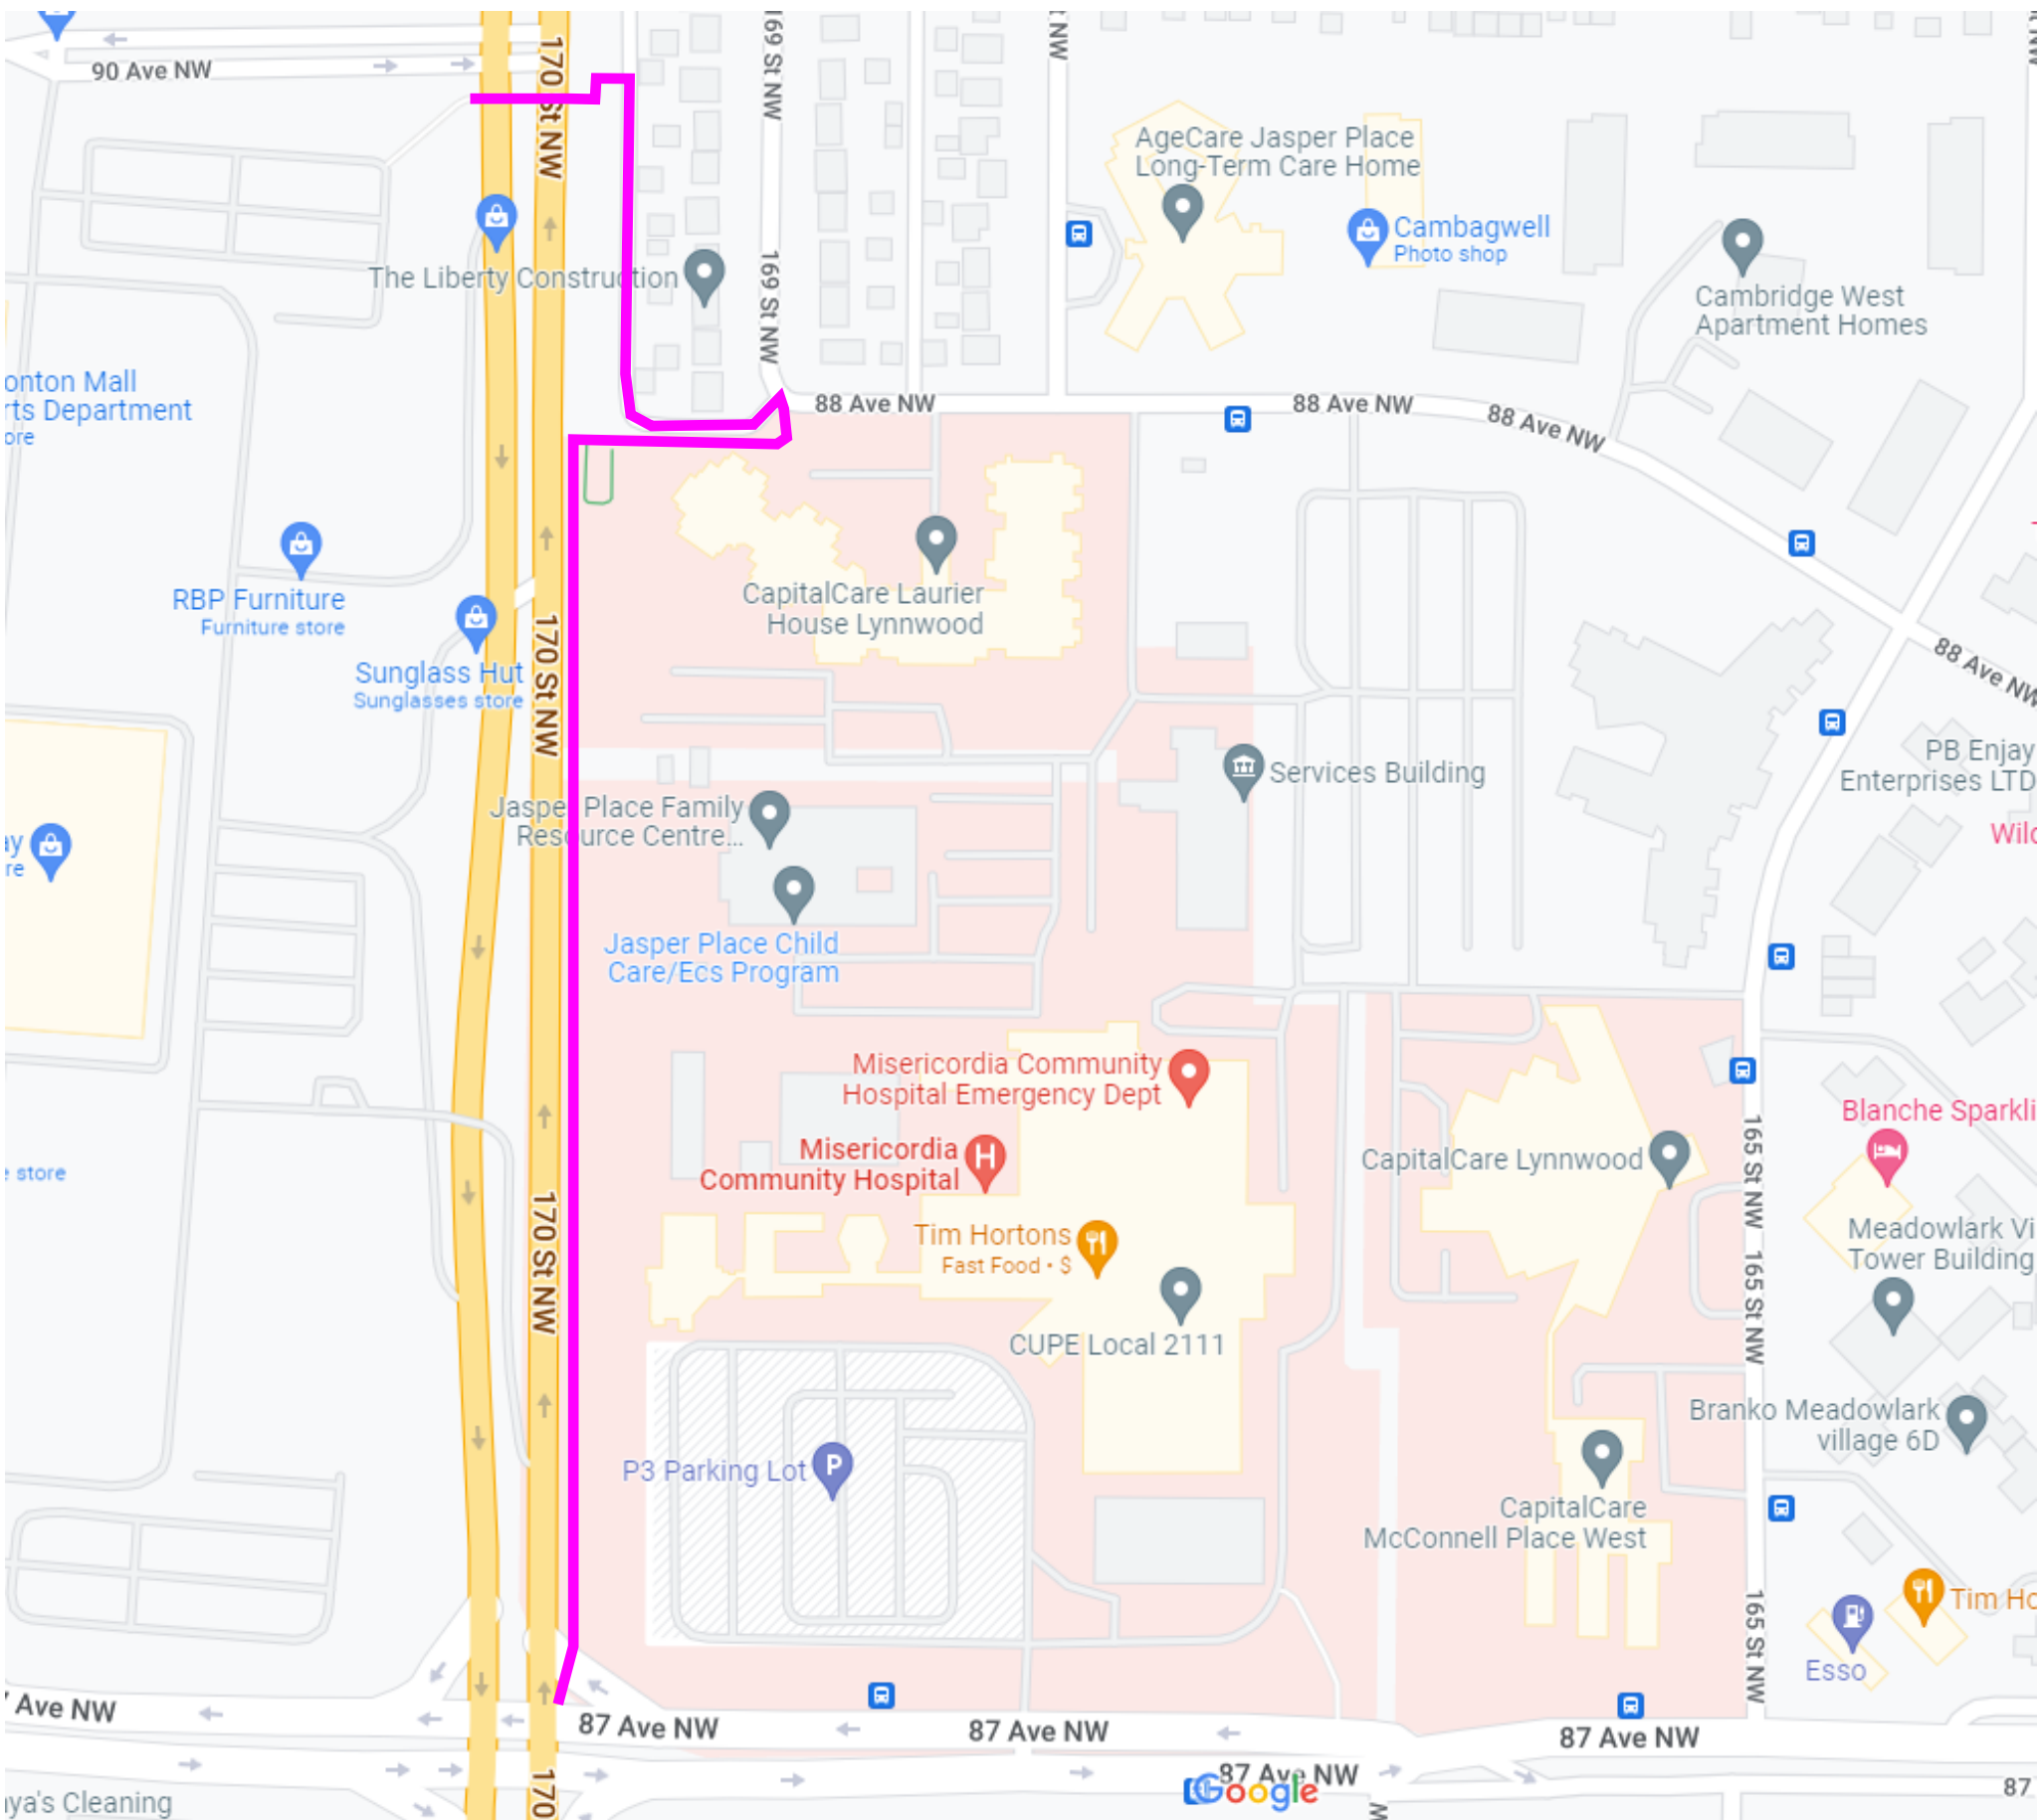 90 Ave NW
170 St NW
169 St NW
t NW
AgeCare Jasper Place
Long-Term Care Home
Cambagwell
Photo shop
The Liberty Construction
169 St NW
Cambridge West
Apartment Homes
onton Mall
rts Department
ore
88 Ave NW
88 Ave NW
88 Ave NW
RBP Furniture
Furniture store
CapitalCare Laurier
House Lynnwood
170 St NW
Sunglass Hut
Sunglasses store
88 Ave NW
PB Enjay
Enterprises LTD
Services Building
Jasper Place Family
Resource Centre...
ay
re
Wild
Jasper Place Child
Care/Ecs Program
Misericordia Community
Hospital Emergency Dept
Blanche Sparkli
Misericordia
Community Hospital
H
CapitalCare Lynnwood
165 St NW
e store
170 St NW
Tim Hortons
Fast Food • $
Meadowlark Vi
Tower Building
165 St NW
CUPE Local 2111
Branko Meadowlark
village 6D
P3 Parking Lot
P
CapitalCare
McConnell Place West
Tim Ho
165 St NW
Esso
Ave NW
87 Ave NW
87 Ave NW
87 Ave NW
87 Ave NW
Google
87
170
ya's Cleaning